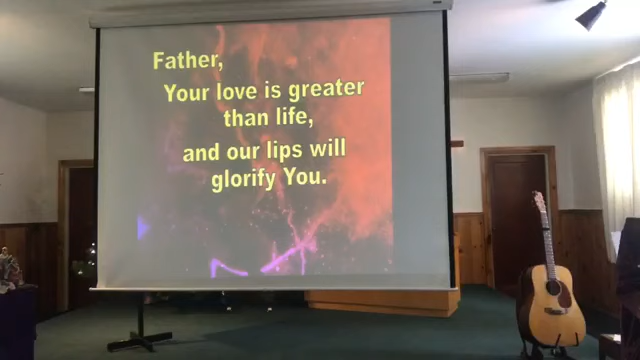 Father,
Your love is greater
than life,
and our lips will
glorify You.